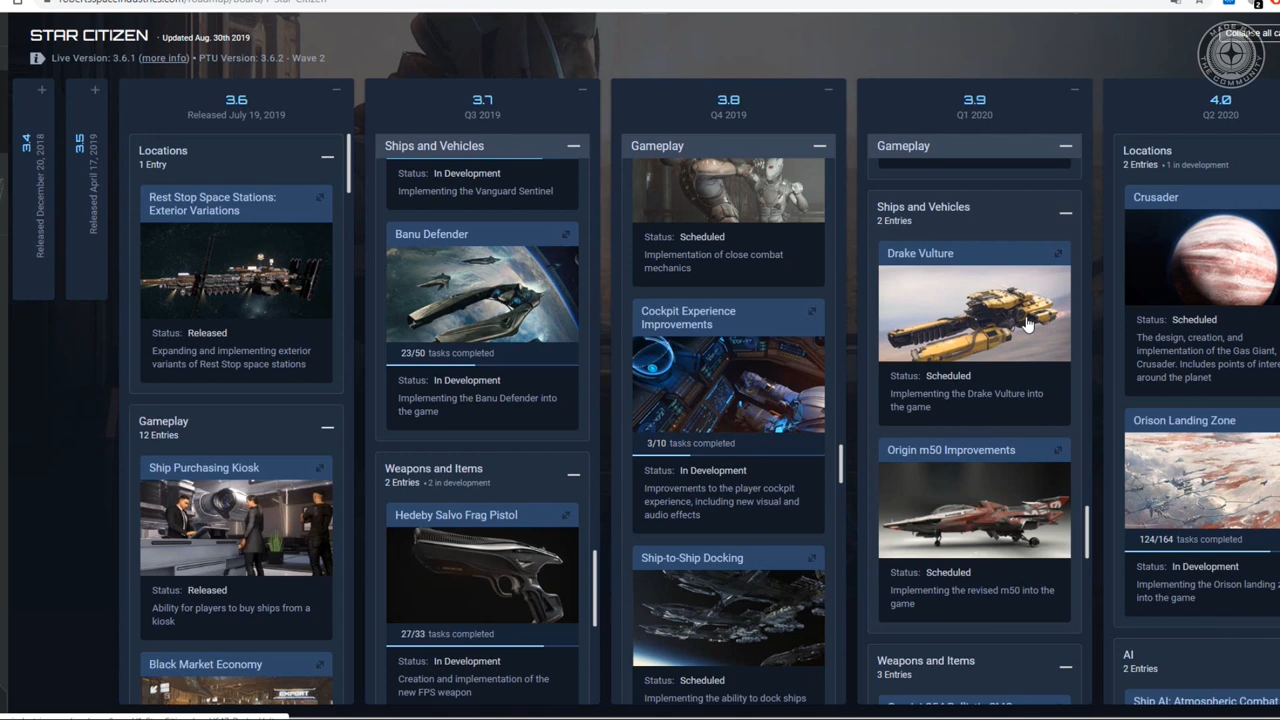 STAR CITIZEN · Updated Aug. 30th 2019
Live Version: 3.6.1 (more info) • PTU Version: 3.6.2 - Wave 2
MADE BY
THE COMMUNITY
Collapse all ca
3.4
Released December 20, 2018
3.5
Released April 17, 2019
3.6
Released July 19, 2019
Locations
1 Entry
Rest Stop Space Stations:
Exterior Variations
Status: Released
Expanding and implementing exterior
variants of Rest Stop space stations
Gameplay
12 Entries
Ship Purchasing Kiosk
Status: Released
Ability for players to buy ships from a
kiosk
Black Market Economy
EXPORT
3.7
Q3 2019
Ships and Vehicles
Status: In Development
Implementing the Vanguard Sentinel
Banu Defender
23/50 tasks completed
Status: In Development
Implementing the Banu Defender into
the game
Weapons and Items
2 Entries • 2 in development
Hedeby Salvo Frag Pistol
27/33 tasks completed
Status: In Development
Creation and implementation of the
new FPS weapon
3.8
Q4 2019
Gameplay
Status: Scheduled
Implementation of close combat
mechanics
Cockpit Experience
Improvements
3/10 tasks completed
Status: In Development
Improvements to the player cockpit
experience, including new visual and
audio effects
Ship-to-Ship Docking
Status: Scheduled
Implementing the ability to dock ships
3.9
Q1 2020
Gameplay
Ships and Vehicles
2 Entries
Drake Vulture
Status: Scheduled
Implementing the Drake Vulture into
the game
Origin m50 Improvements
Status: Scheduled
Implementing the revised m50 into the
game
Weapons and Items
3 Entries
4.0
Q2 2020
Locations
2 Entries • 1 in development
Crusader
Status: Scheduled
The design, creation, and
implementation of the Gas Giant,
Crusader. Includes points of inter
around the planet
Orison Landing Zone
124/164 tasks completed
Status: In Development
Implementing the Orison landing z
into the game
AI
2 Entries
Ship AI: Atmospheric Combat